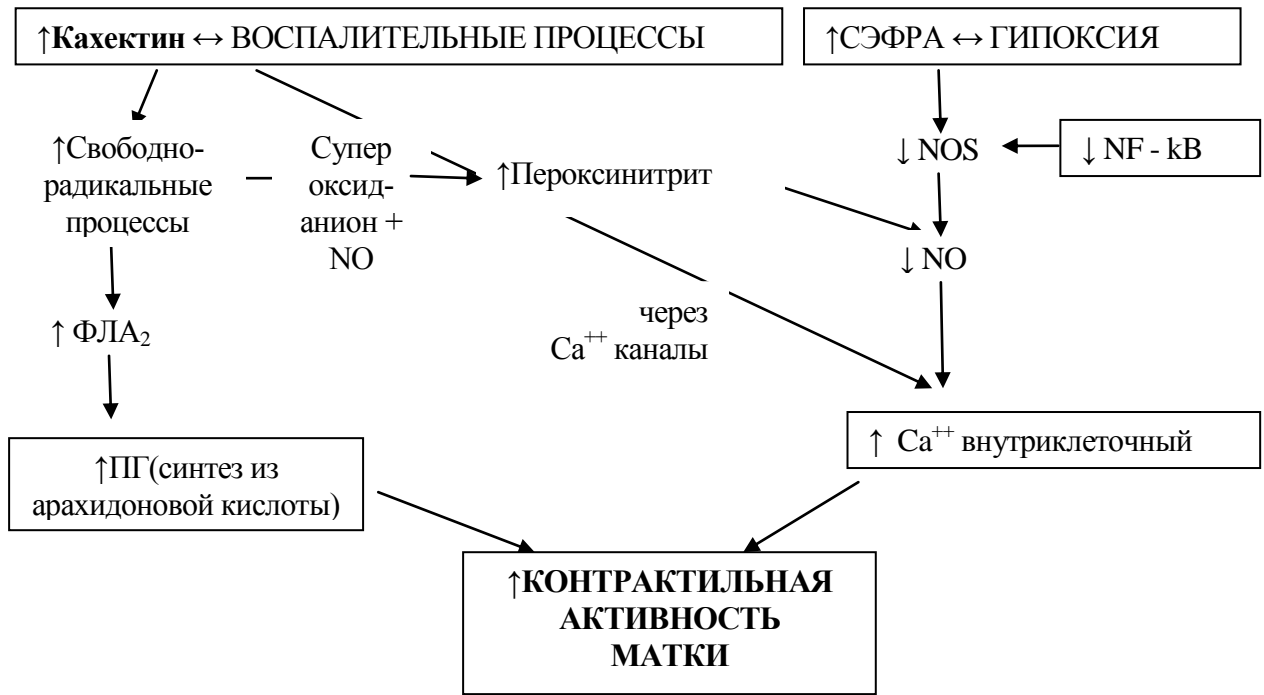 ↑Кахектин ↔ ВОСПАЛИТЕЛЬНЫЕ ПРОЦЕССЫ
↑СЭФРА ↔ ГИПОКСИЯ
↑Свободно-
радикальные
процессы
Супер
оксид-
анион +
NO
↑Пероксинитрит
↓ NOS
↓ NF - kB
↓ NO
↑ ФЛА₂
через
Ca⁺⁺ каналы
↑ПГ(синтез из
арахидоновой кислоты)
↑ Ca⁺⁺ внутриклеточный
↑КОНТРАКТИЛЬНАЯ
АКТИВНОСТЬ
МАТКИ